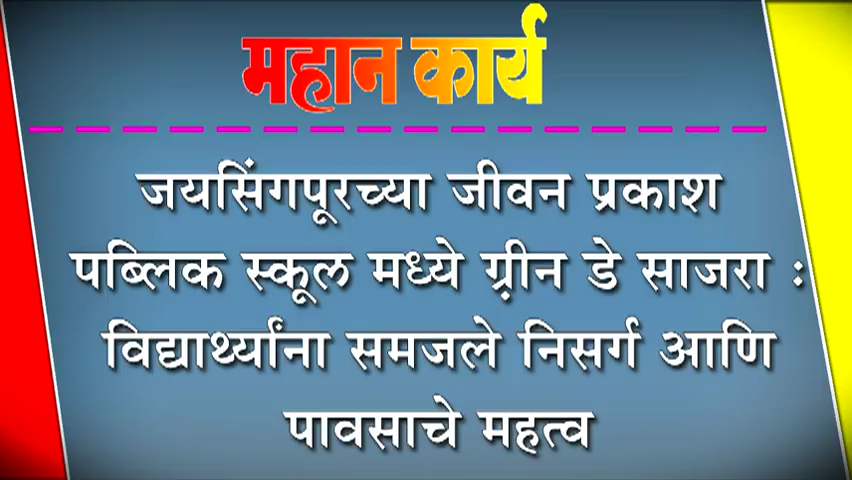 महान कार्य
जयसिंगपूरच्या जीवन प्रकाश
पब्लिक स्कूल मध्ये ग्रीन डे साजरा :
विद्यार्थ्यांना समजले निसर्ग आणि
पावसाचे महत्व